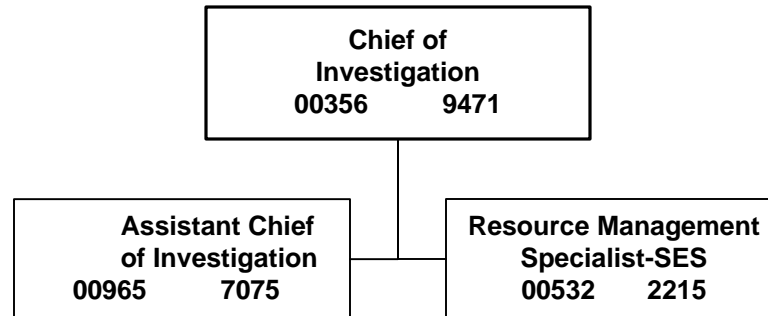 Chief of
Investigation
00356 9471
Assistant Chief
of Investigation
00965 7075
Resource Management
Specialist-SES
00532 2215